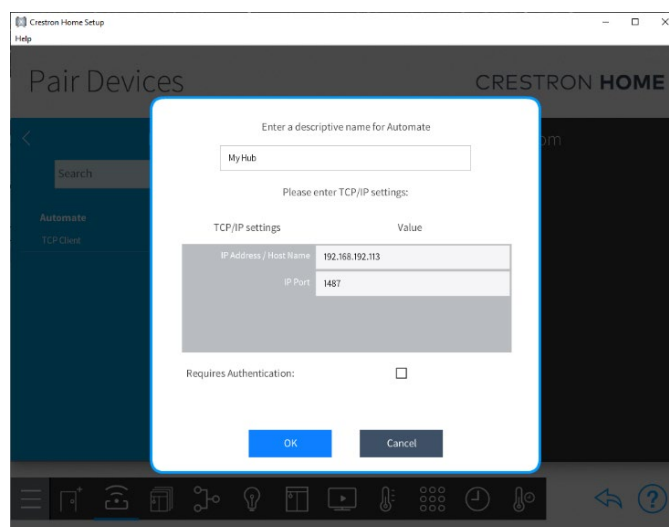 Crestron Home Setup
Help
Pair Devices
CRESTRON HOME
Enter a descriptive name for Automate
My Hub
Search
Please enter TCP/IP settings:
Automate
TCP Client
TCP/IP settings Value
IP Address / Host Name 192.168.192.113
IP Port 1487
Requires Authentication:
OK Cancel
?